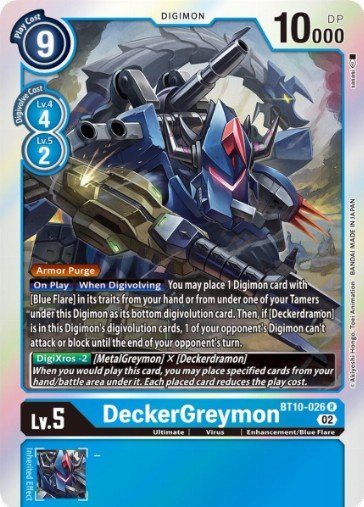 Play Cost
9
DIGIMON
10000
DP
Digivolve Cost
Lv.4
4
Lv.5
2
Armor Purge
On Play When Digivolving You may place 1 Digimon card with
[Blue Flare] in its traits from your hand or from under one of your Tamers
under this Digimon as its bottom digivolution card. Then, if [Deckerdramon]
is in this Digimon's digivolution cards, 1 of your opponent's Digimon can't
attack or block until the end of your opponent's turn.
DigiXros -2 [MetalGreymon] × [Deckerdramon]
When you would play this card, you may place specified cards from your
hand/battle area under it. Each placed card reduces the play cost.
Lv.5
DeckerGreymon
BT10-026 R
02
Ultimate
Virus
Enhancement/Blue Flare
Inherited Effect
–
BANDAI MADE IN JAPAN
© Akiyoshi Hongo, Toei Animation